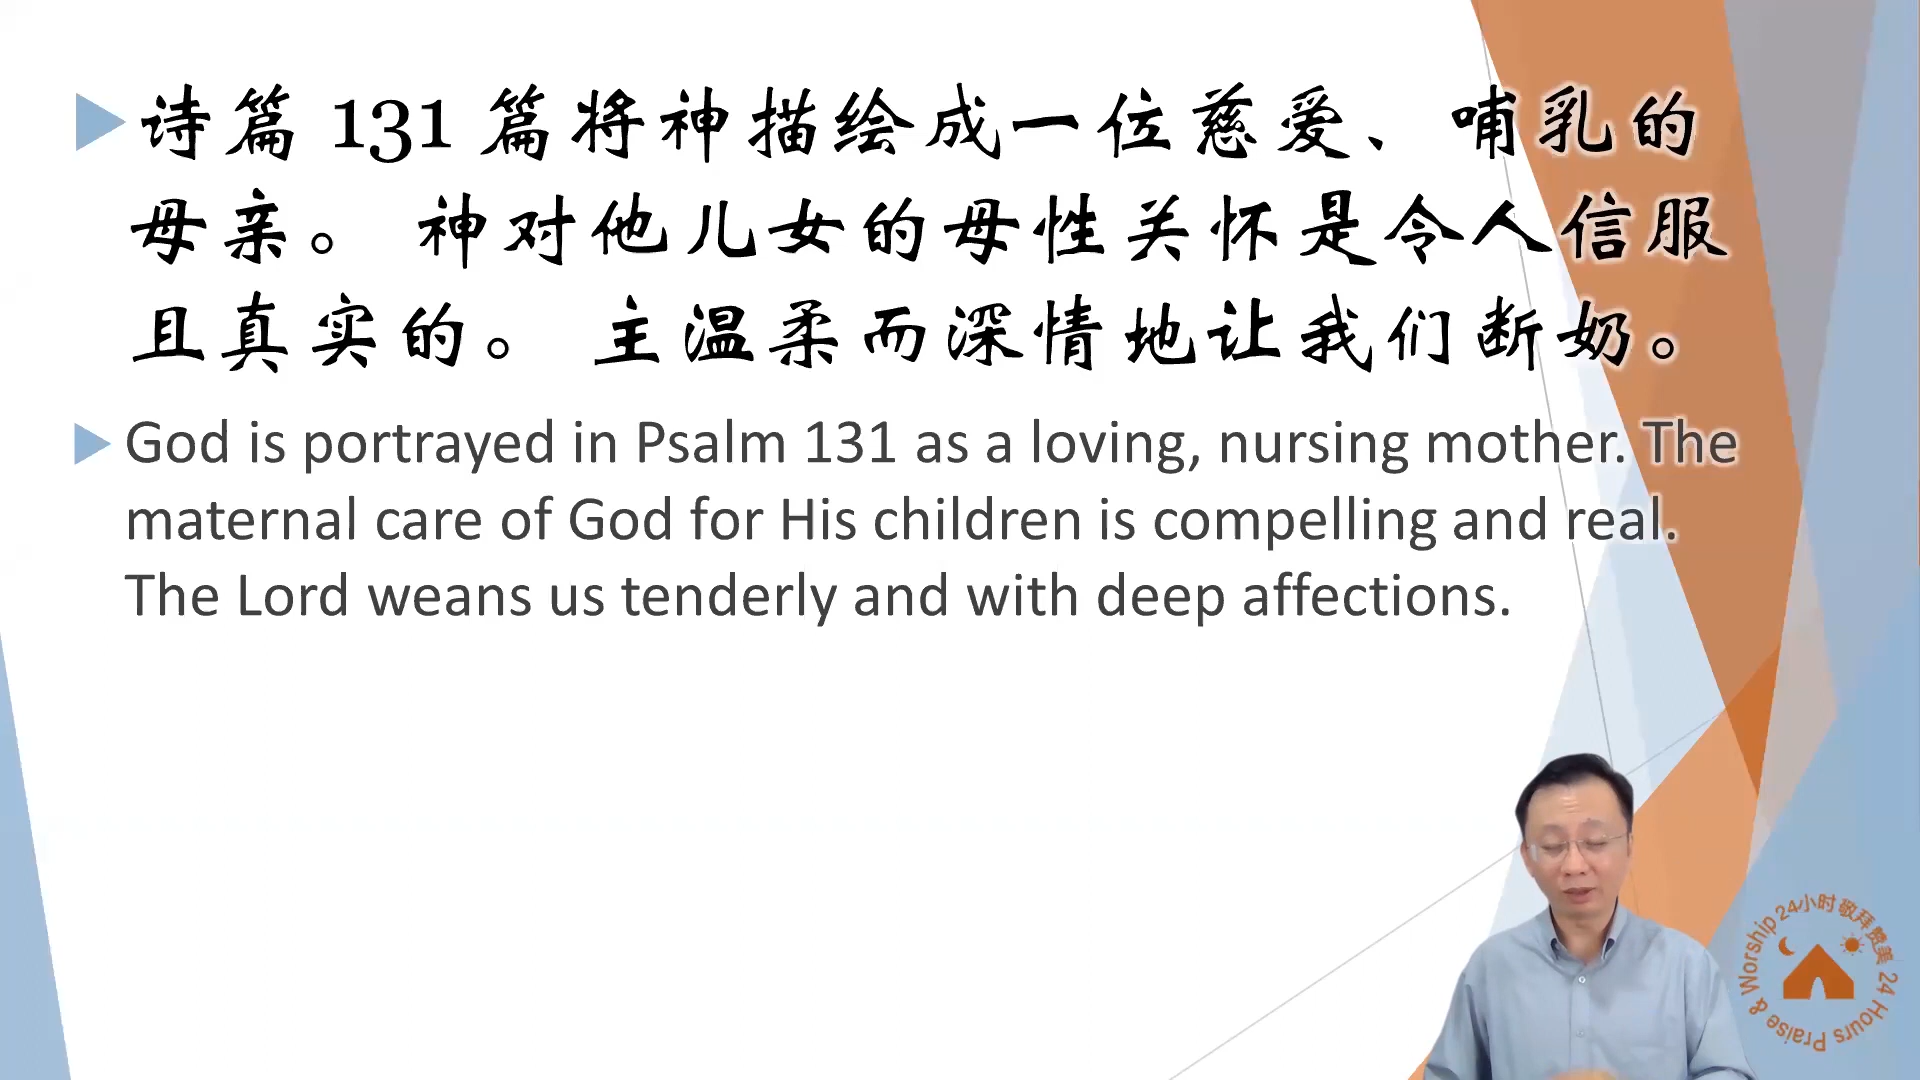 诗篇 131 篇将神描绘成一位慈爱、哺乳的
母亲。 神对他儿女的母性关怀是令人信服
且真实的。 主温柔而深情地让我们断奶。
God is portrayed in Psalm 131 as a loving, nursing mother. The
maternal care of God for His children is compelling and real.
The Lord weans us tenderly and with deep affections.
24小时敬拜赞美 24 Hours Praise & Worship